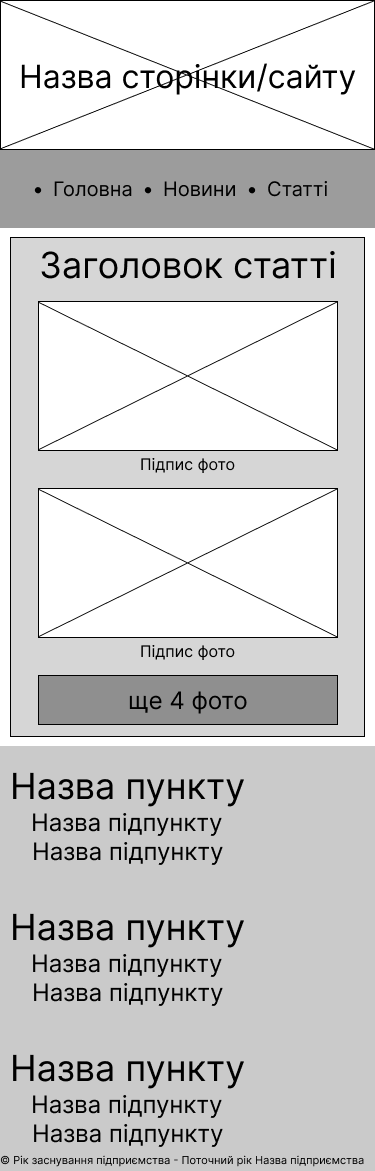 Назва сторінки/сайту
• Головна • Новини • Статті
Заголовок статті
Підпис фото
Підпис фото
ще 4 фото
Назва пункту
Назва підпункту
Назва підпункту
Назва пункту
Назва підпункту
Назва підпункту
Назва пункту
Назва підпункту
Назва підпункту
© Рік заснування підприємства - Поточний рік Назва підприємства